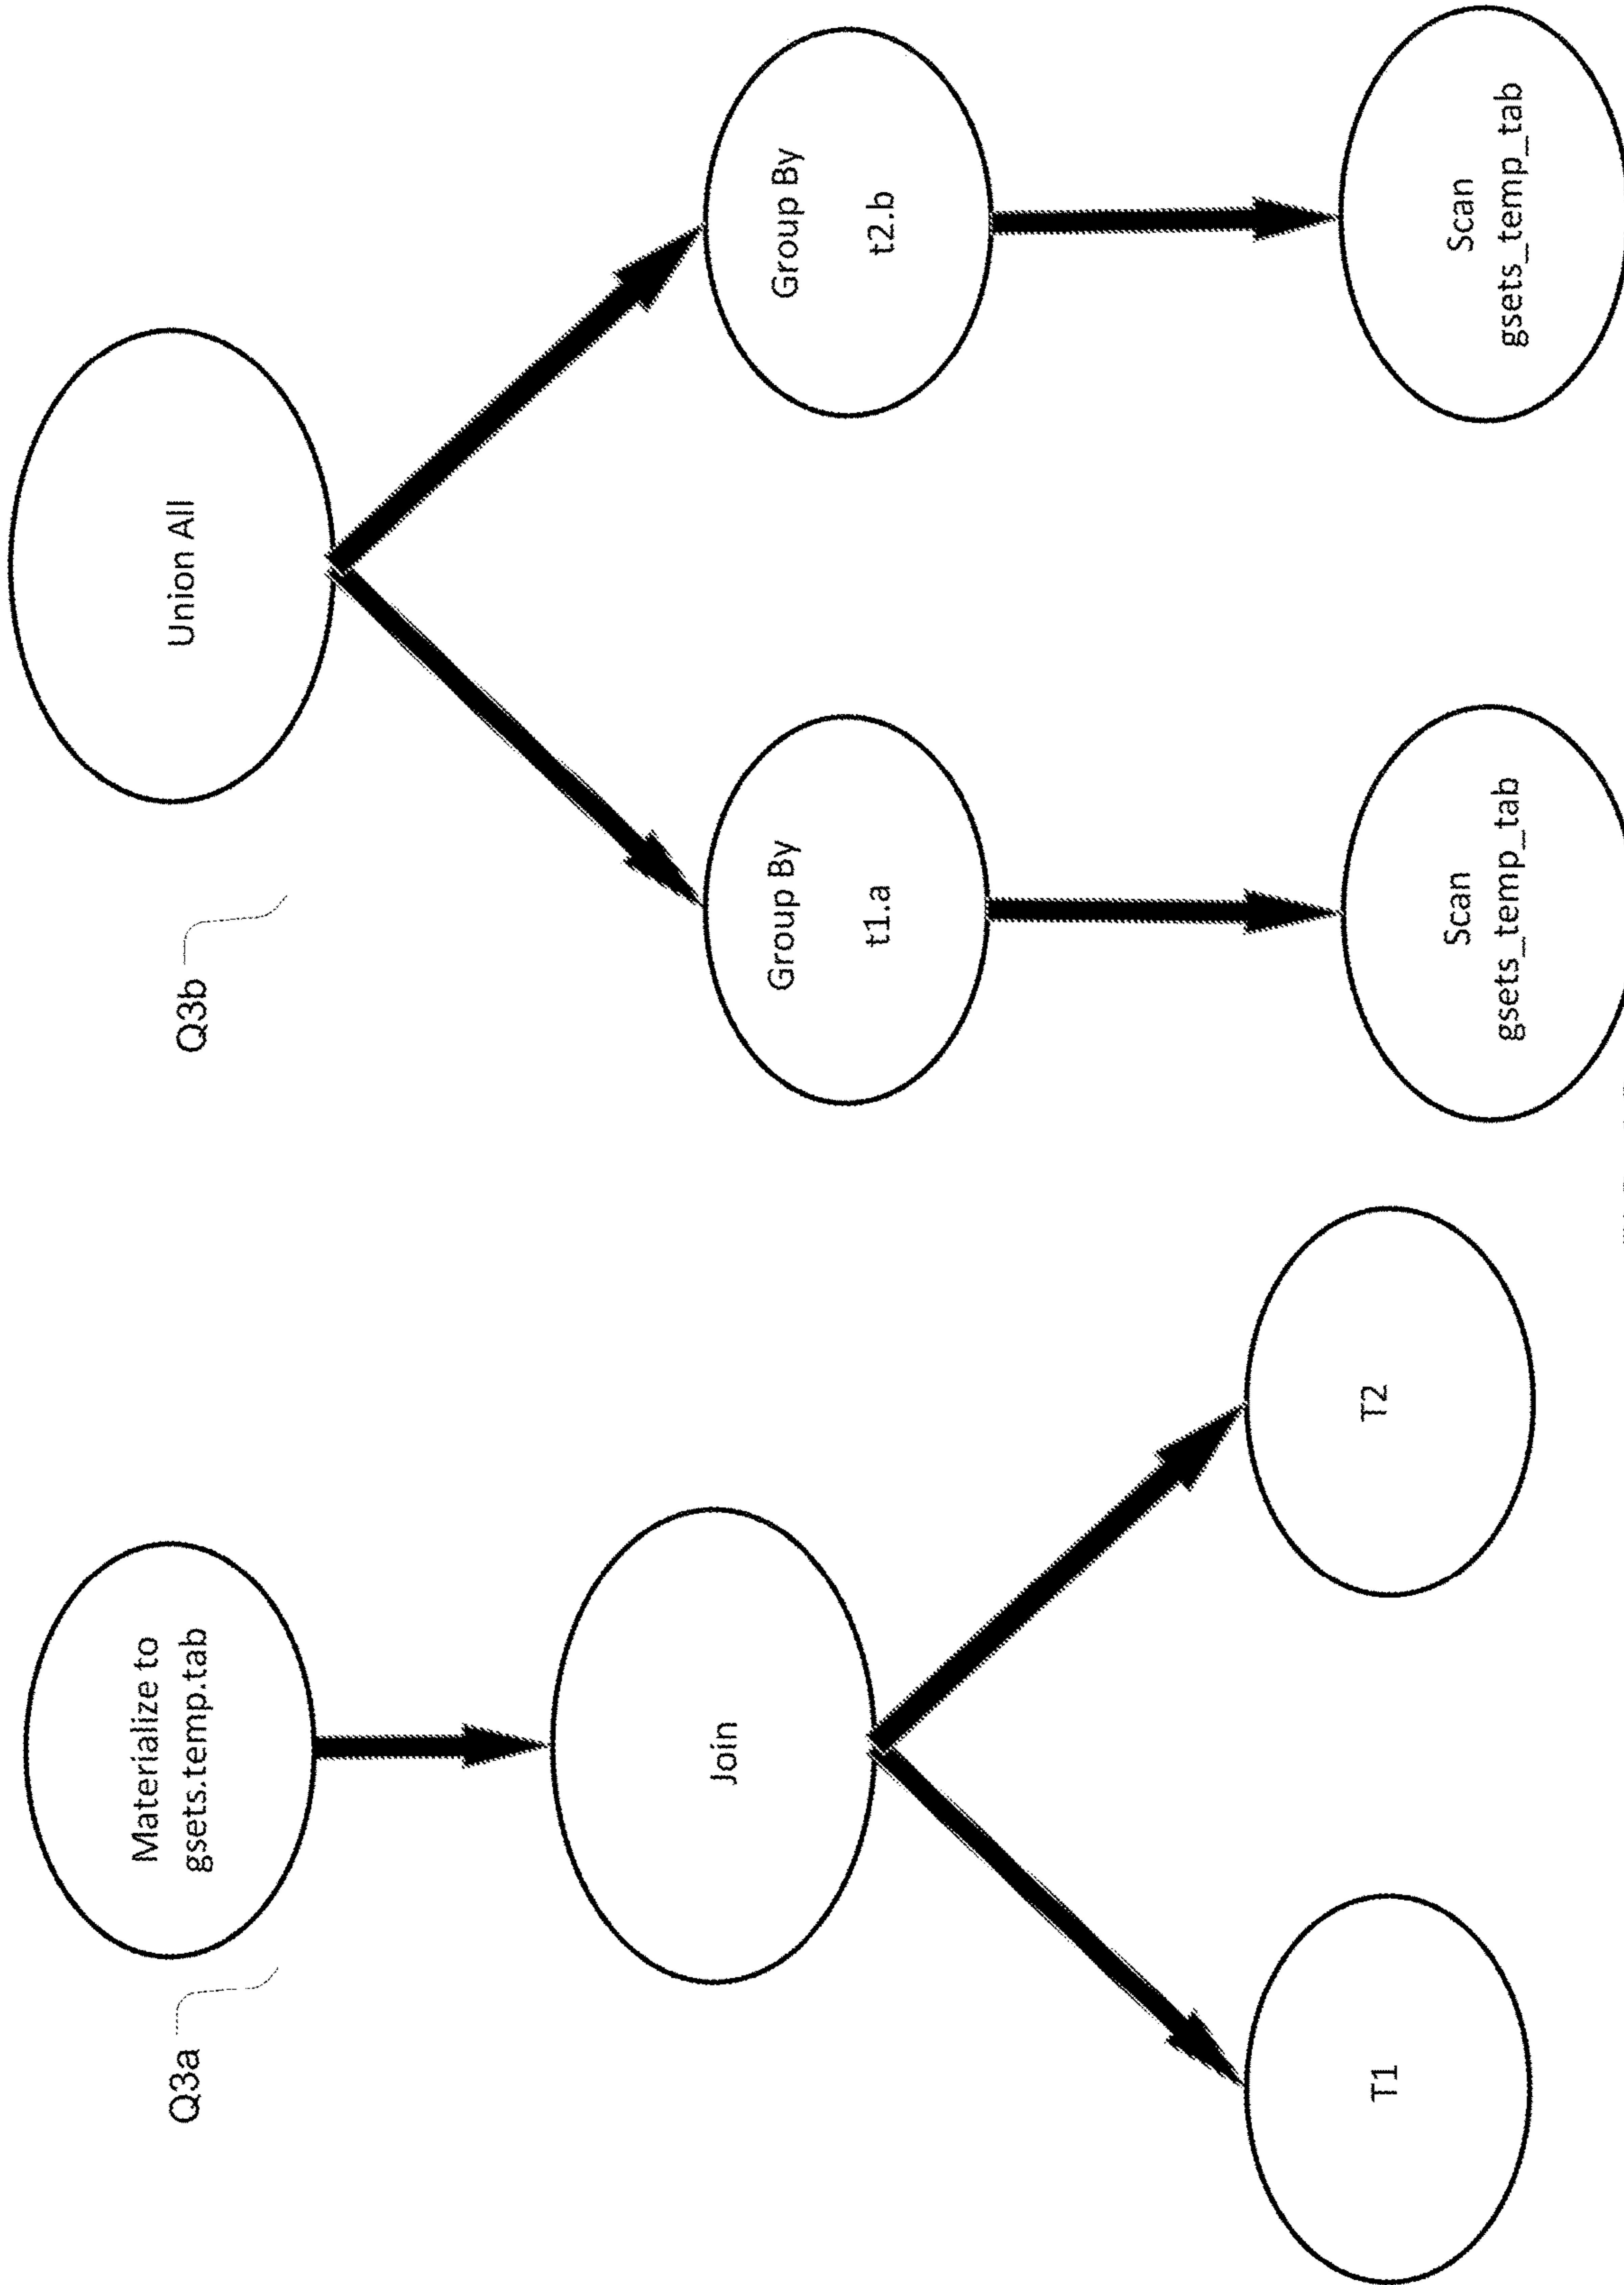 Q3a
Materialize to
gsets.temp.tab
Join
T1
T2
Q3b
Union All
Group By
t1.a
Group By
t2.b
Scan
gsets_temp_tab
Scan
gsets_temp_tab